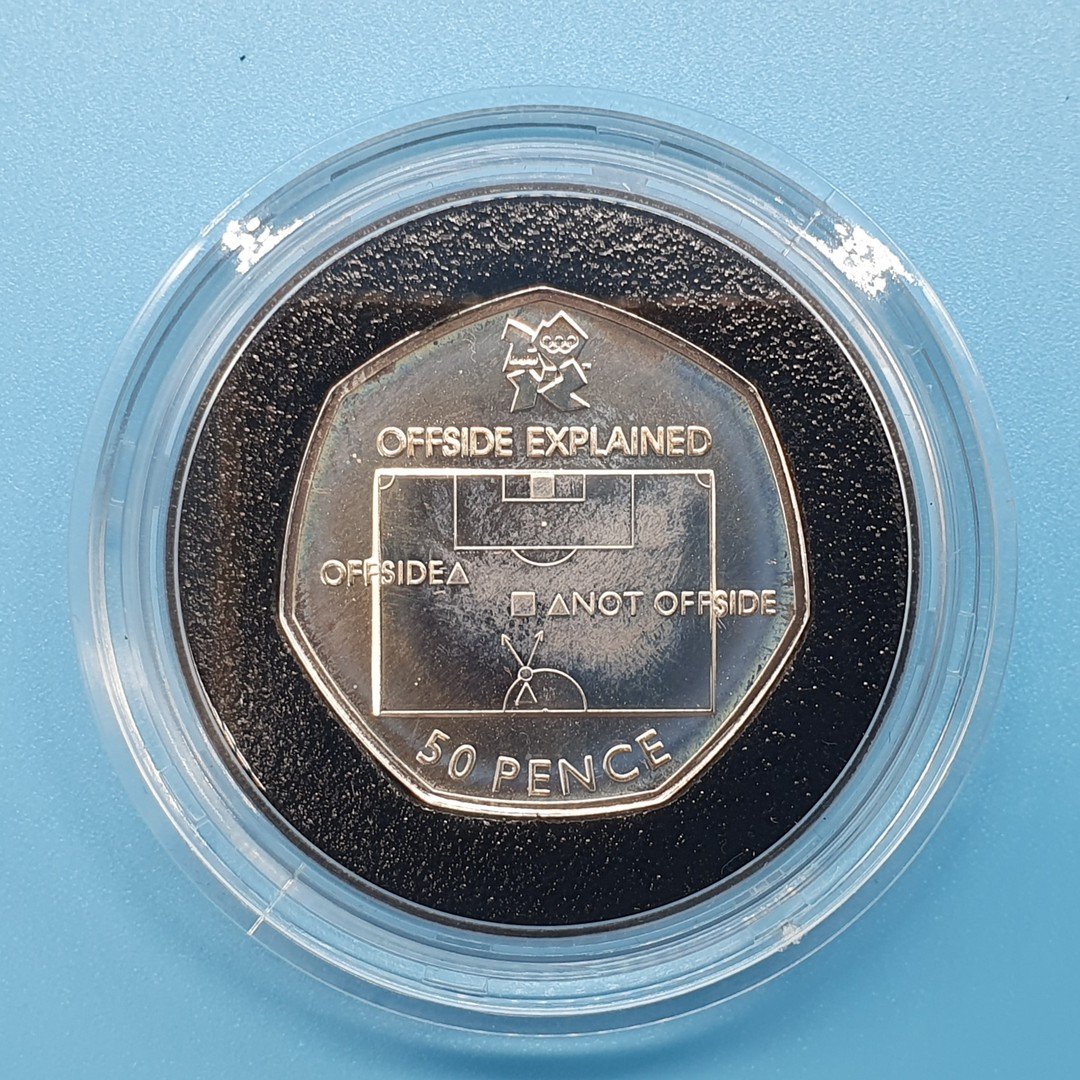 OFFSIDE EXPLAINED
OFFSIDE
NOT OFFSIDE
50 PENCE